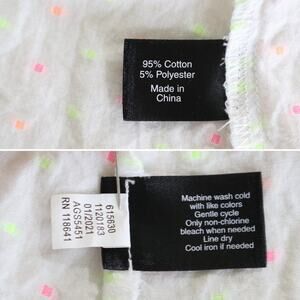 95% Cotton
5% Polyester
Made in
China
615630
1120183
01/2021
AGS5451
RN 118641
Machine wash cold
with like colors
Gentle cycle
Only non-chlorine
bleach when needed
Line dry
Cool iron if needed